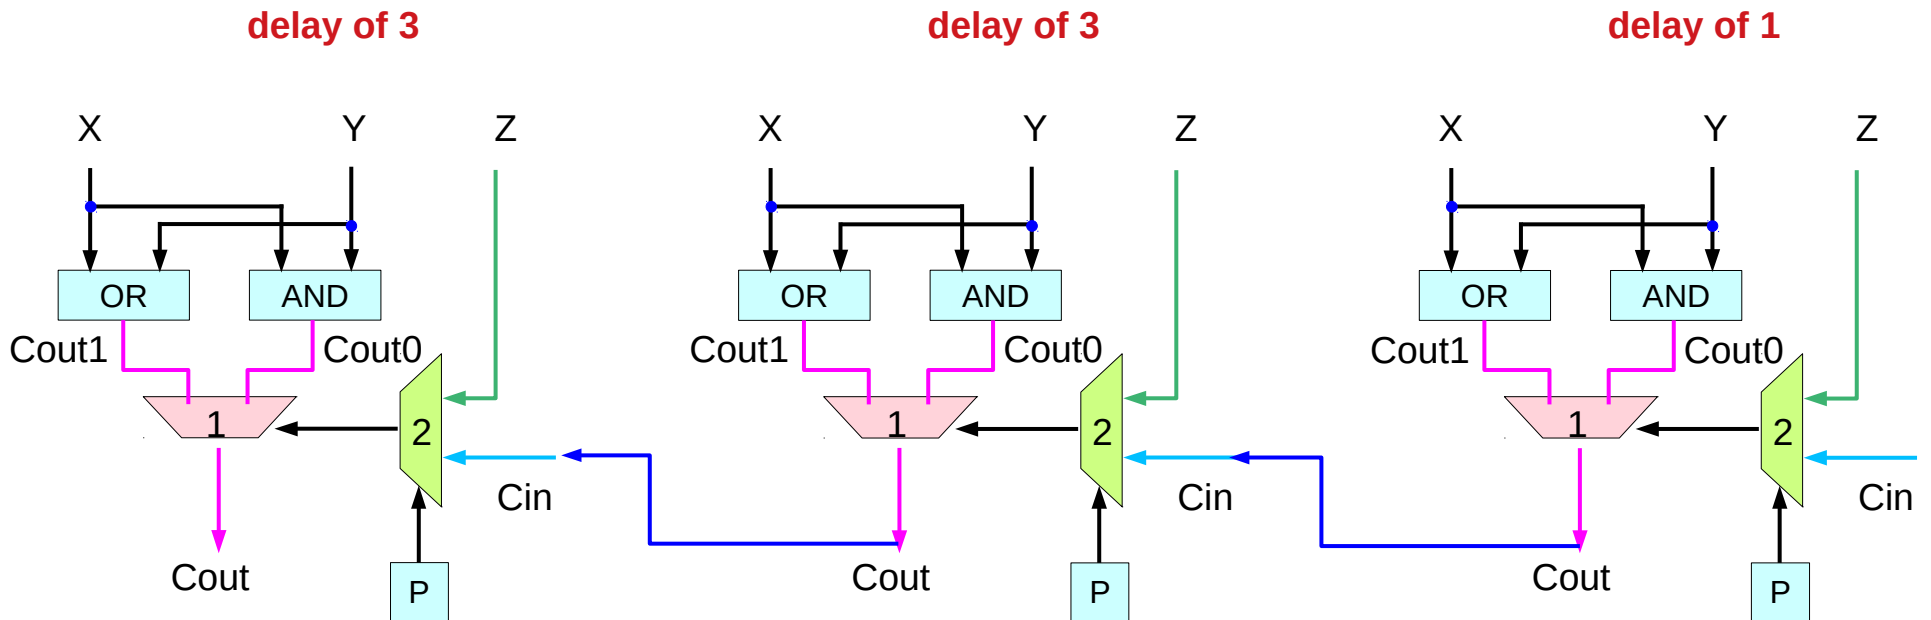 delay of 3 delay of 3 delay of 1
X Y Z X Y Z X Y Z
OR AND OR AND OR AND
Cout1 Cout0 Cout1 Cout0 Cout1 Cout0
1 2 1 2 1 2
Cin Cin Cin
Cout Cout Cout
P P P